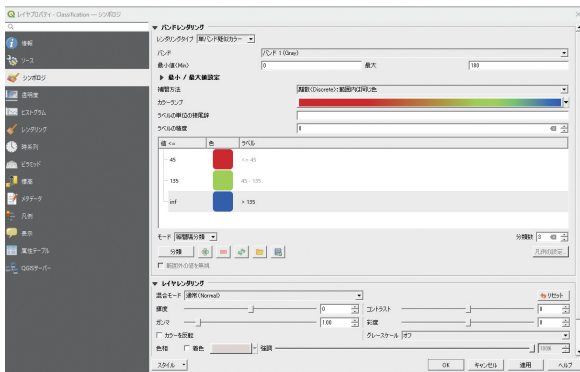 レイヤプロパティ - Classification — シンボロジ
情報
ソース
シンボロジ
透明度
ヒストグラム
レンダリング
時系列
ピラミッド
標高
メタデータ
凡例
表示
属性テーブル
QGISサーバー
▼ バンドレンダリング
レンダリングタイプ 単バンド疑似カラー
バンド バンド 1 (Gray)
最小値(Min) 0 最大 180
▶ 最小 / 最大値設定
補間方法 離散(Discrete):範囲内は同じ色
カラーランプ
ラベルの単位の接尾辞
ラベルの精度 0
値 <= 色 ラベル
45 <= 45
135 45 - 135
inf > 135
モード 等間隔分類 分類数 3
分類 凡例の設定...
範囲外の値を無視
▼ レイヤレンダリング
混合モード 通常(Normal) リセット
輝度 0 コントラスト 0
ガンマ 1.00 彩度 0
カラーを反転 グレースケール オフ
色相 着色 強調 100%
スタイル OK キャンセル 適用 ヘルプ